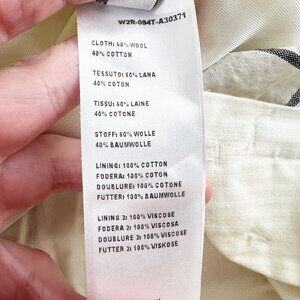 W2R-094T-A30371
CLOTH: 60% WOOL
40% COTTON
TESSUTO: 60% LANA
40% COTONE
TISSU: 60% LAINE
40% COTONE
STOFF: 60% WOLLE
40% BAUMWOLLE
LINING: 100% COTTON
FODERA: 100% COTONE
DOUBLURE: 100% COTONE
FUTTER: 100% BAUMWOLLE
LINING 2: 100% VISCOSE
FODERA 2: 100% VISCOSA
DOUBLURE 2: 100% VISCOSE
FUTTER 2: 100% VISKOSE